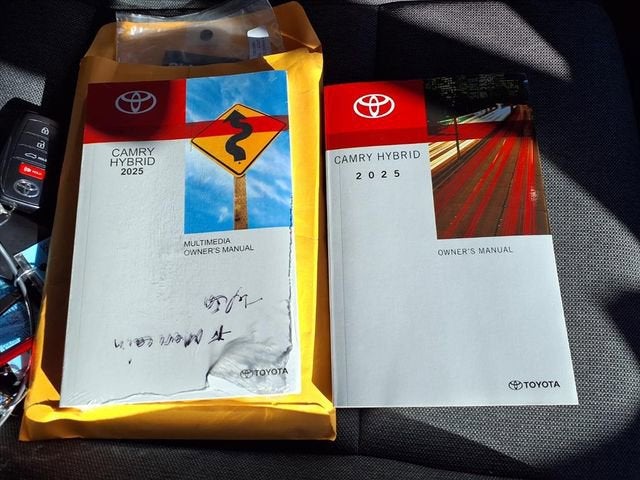 CAMRY
HYBRID
2025
MULTIMEDIA
OWNER'S MANUAL
TOYOTA
CAMRY HYBRID
2025
OWNER'S MANUAL
TOYOTA